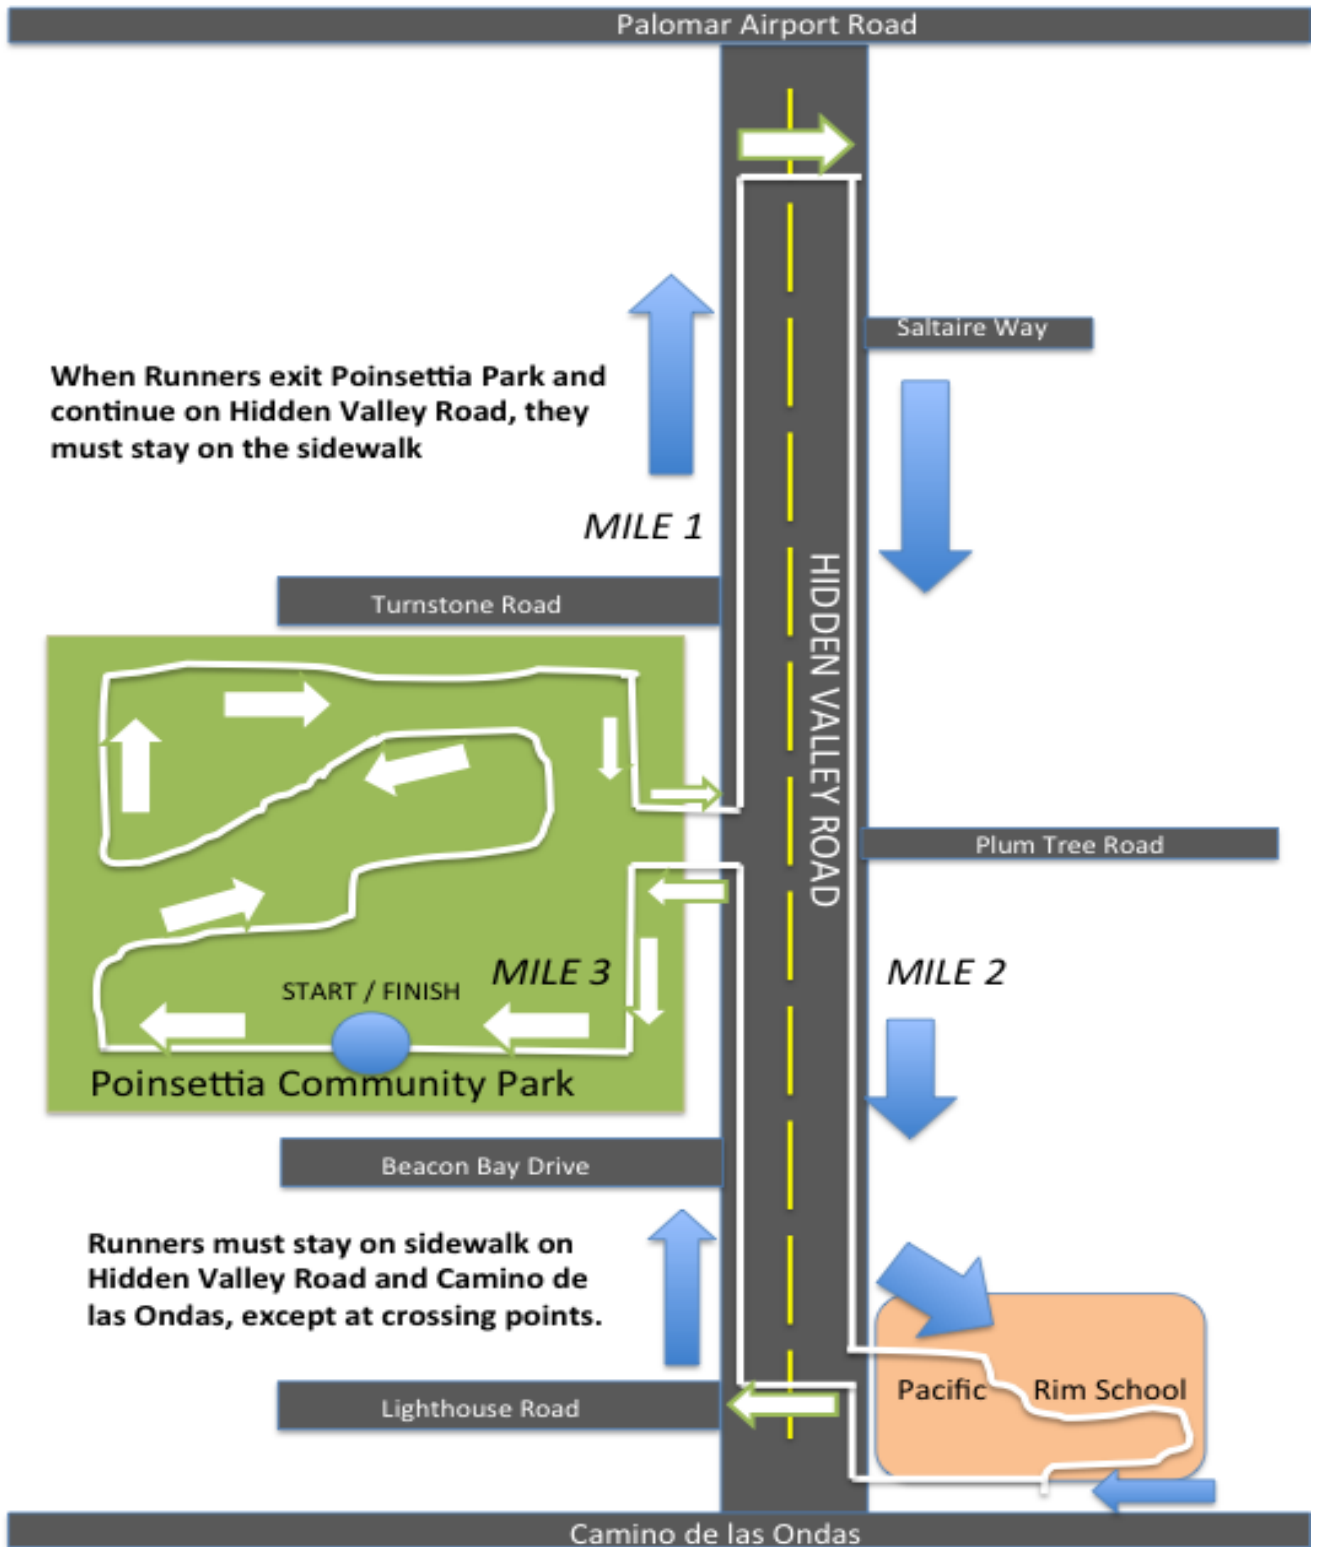 Palomar Airport Road
Saltaire Way
When Runners exit Poinsettia Park and
continue on Hidden Valley Road, they
must stay on the sidewalk
MILE 1
HIDDEN VALLEY ROAD
Turnstone Road
Plum Tree Road
MILE 3
MILE 2
START / FINISH
Poinsettia Community Park
Beacon Bay Drive
Runners must stay on sidewalk on
Hidden Valley Road and Camino de
las Ondas, except at crossing points.
Pacific Rim School
Lighthouse Road
Camino de las Ondas